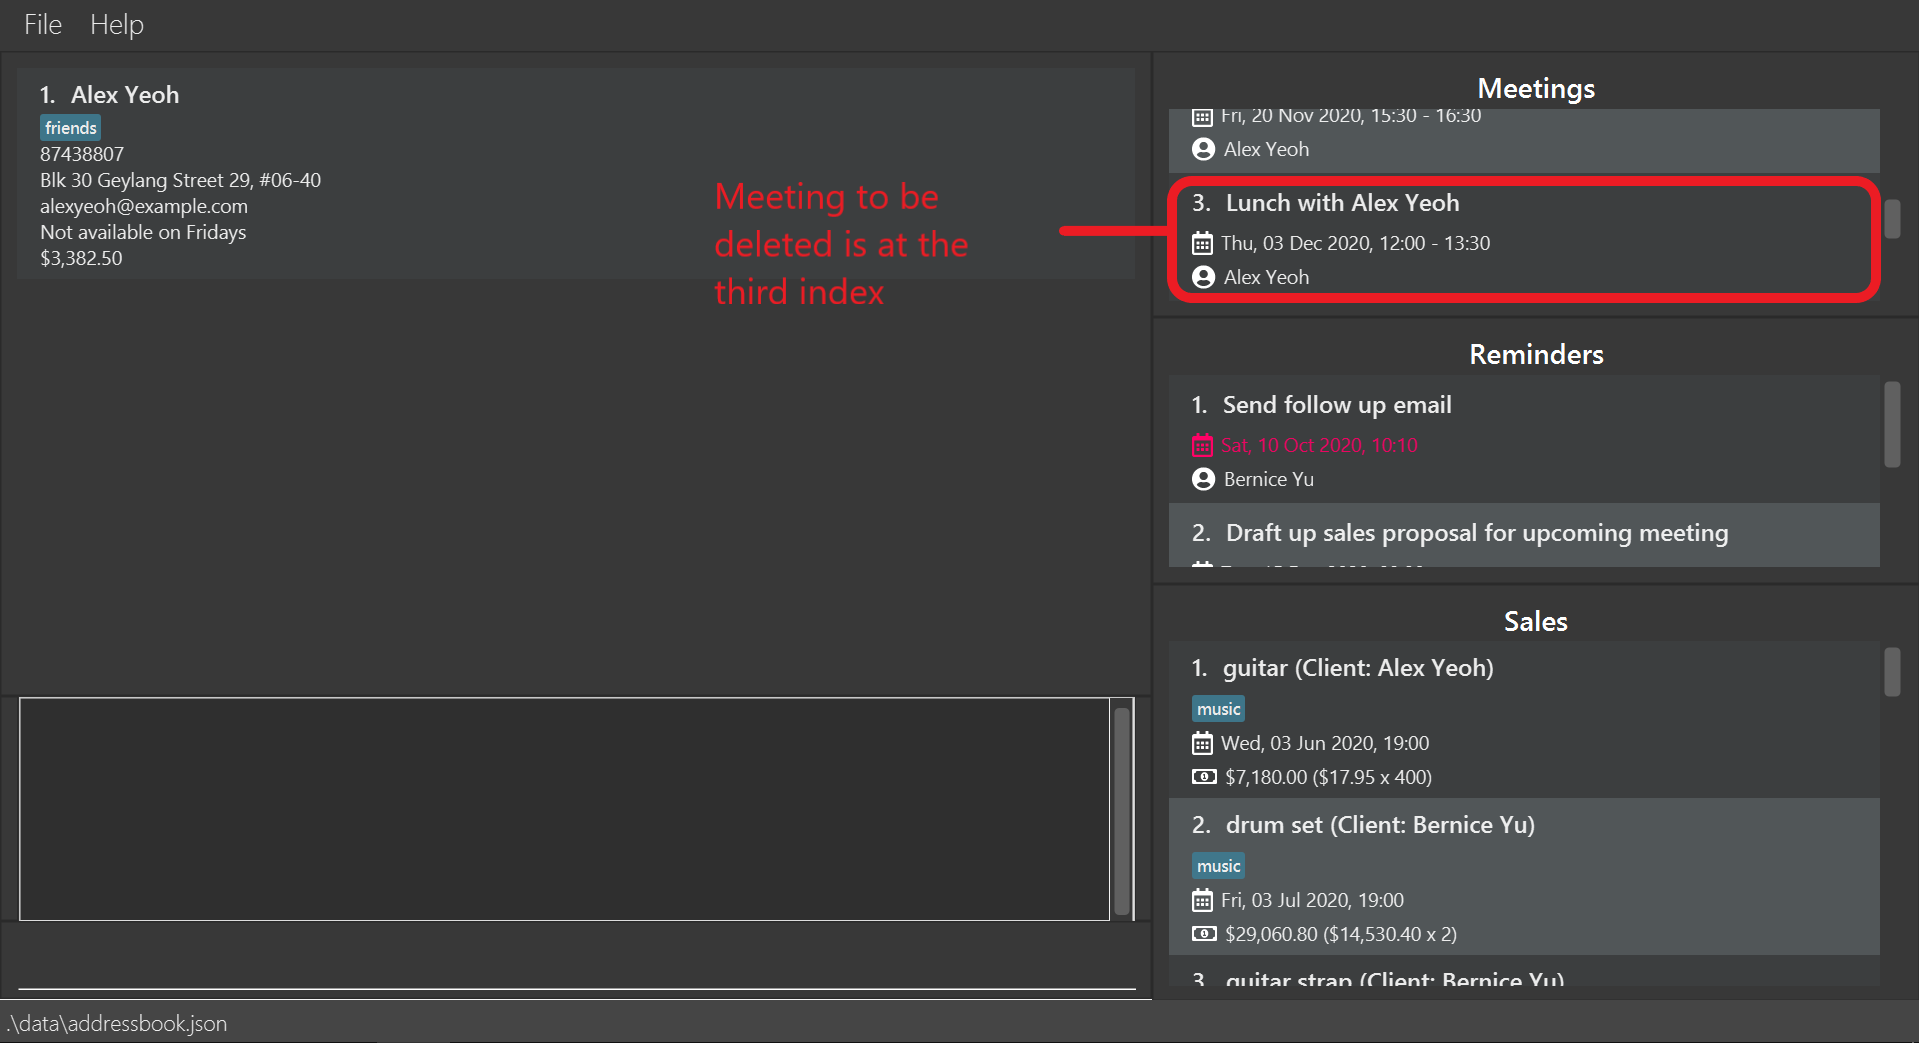 File Help
1. Alex Yeoh
friends
87438807
Blk 30 Geylang Street 29, #06-40
alexyeoh@example.com
Not available on Fridays
$3,382.50
Meeting to be
deleted is at the
third index
Meetings
Fri, 20 Nov 2020, 15:30 - 16:30
Alex Yeoh
3. Lunch with Alex Yeoh
Thu, 03 Dec 2020, 12:00 - 13:30
Alex Yeoh
Reminders
1. Send follow up email
Sat, 10 Oct 2020, 10:10
Bernice Yu
2. Draft up sales proposal for upcoming meeting
Sales
1. guitar (Client: Alex Yeoh)
music
Wed, 03 Jun 2020, 19:00
$7,180.00 ($17.95 x 400)
2. drum set (Client: Bernice Yu)
music
Fri, 03 Jul 2020, 19:00
$29,060.80 ($14,530.40 x 2)
3. guitar strap (Client: Bernice Yu)
.\data\addressbook.json